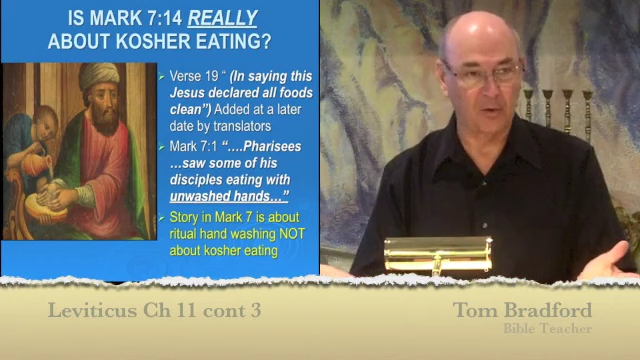 IS MARK 7:14 REALLY
ABOUT KOSHER EATING?
Verse 19 “ (In saying this
Jesus declared all foods
clean”) Added at a later
date by translators
Mark 7:1 “….Pharisees
…saw some of his
disciples eating with
unwashed hands…”
Story in Mark 7 is about
ritual hand washing NOT
about kosher eating
Leviticus Ch 11 cont 3
Tom Bradford
Bible Teacher